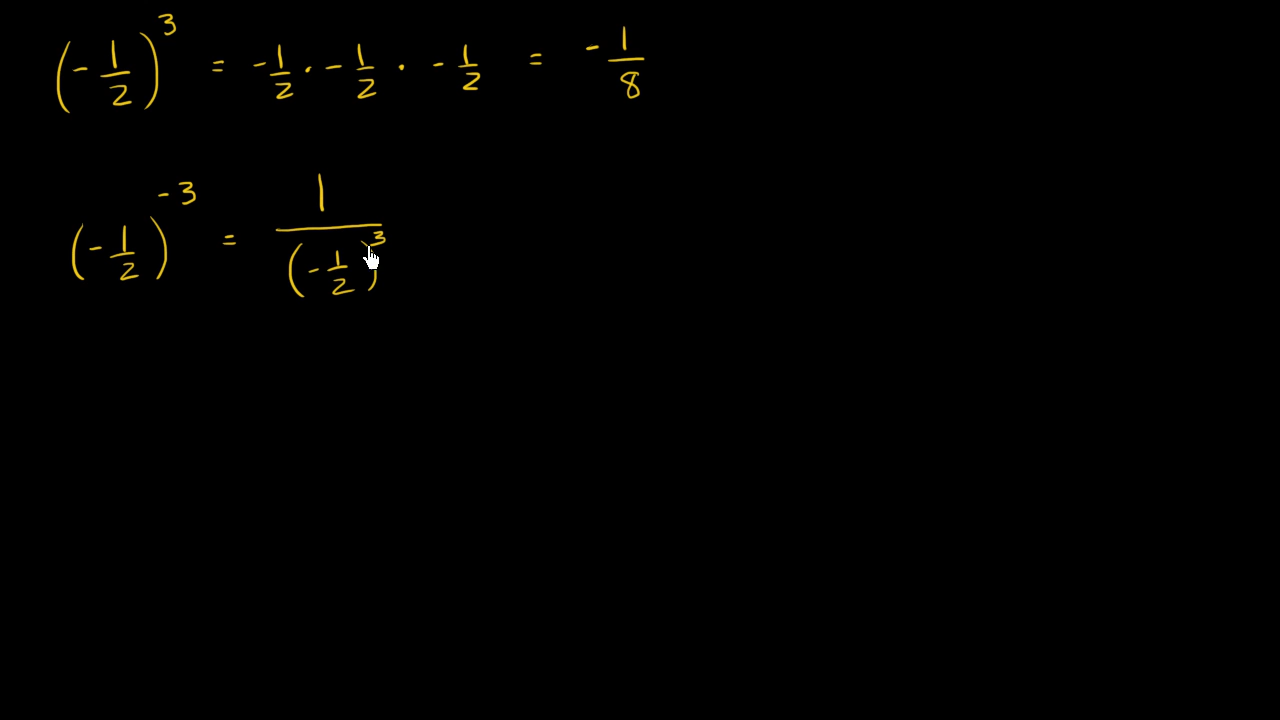 (-1/2)^3 = -1/2 · -1/2 · -1/2 = -1/8
(-1/2)^-3 = 1/(-1/2)^3